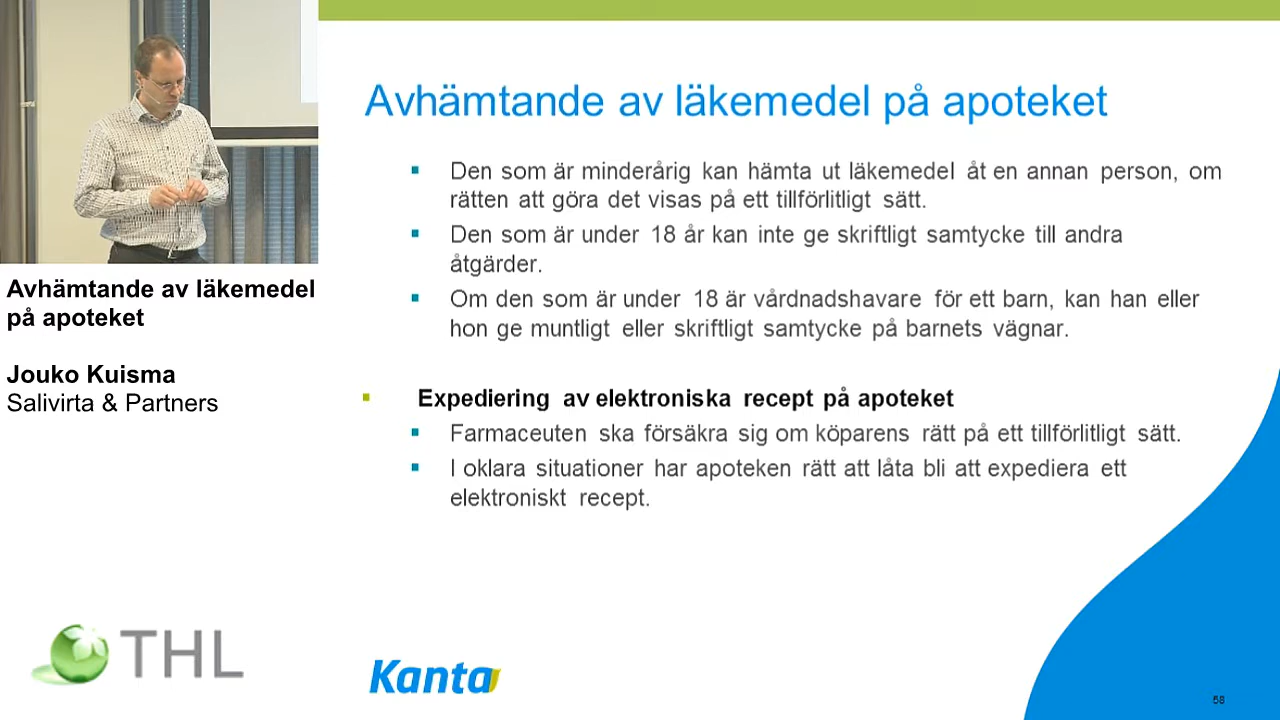 Avhämtande av läkemedel på apoteket
Den som är minderårig kan hämta ut läkemedel åt en annan person, om
rätten att göra det visas på ett tillförlitligt sätt.
Den som är under 18 år kan inte ge skriftligt samtycke till andra
åtgärder.
Om den som är under 18 är vårdnadshavare för ett barn, kan han eller
hon ge muntligt eller skriftligt samtycke på barnets vägnar.
Expediering av elektroniska recept på apoteket
Farmaceuten ska försäkra sig om köparens rätt på ett tillförlitligt sätt.
I oklara situationer har apoteken rätt att låta bli att expediera ett
elektroniskt recept.
Avhämtande av läkemedel
på apoteket
Jouko Kuisma
Salivirta & Partners
THL
Kanta
58